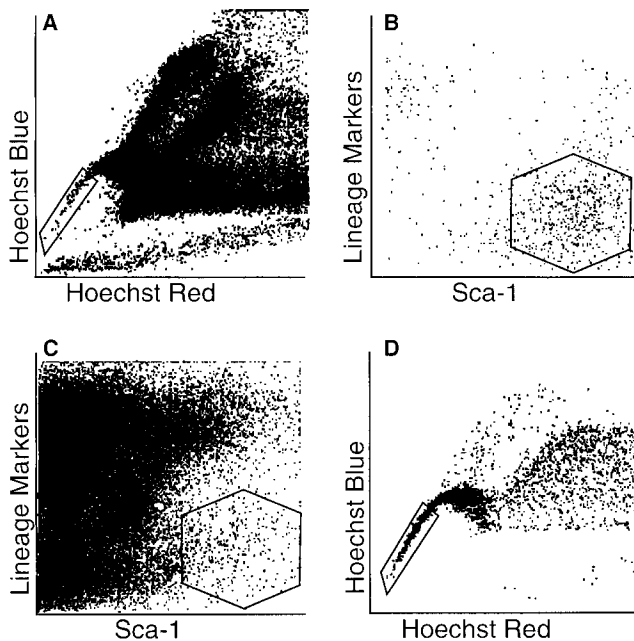 A
B
Hoechst Blue
Lineage Markers
Hoechst Red
Sca-1
C
D
Lineage Markers
Hoechst Blue
Sca-1
Hoechst Red